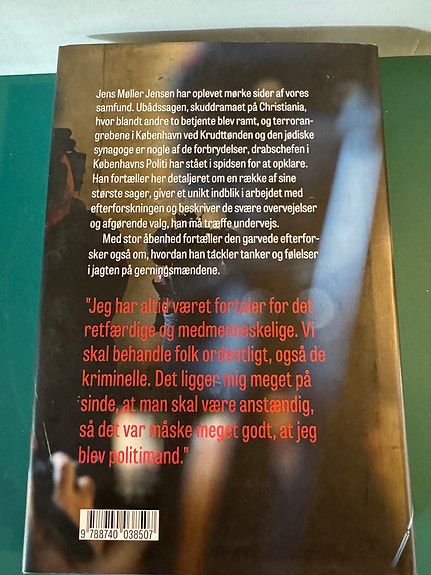 Jens Møller Jensen har oplevet mørke sider af vores
samfund. Ubådssagen, skuddramaet på Christiania,
hvor blandt andre to betjente blev ramt, og terroran-
grebene i København ved Krudttønden og den jødiske
synagoge er nogle af de forbrydelser, drabschefen i
Københavns Politi har stået i spidsen for at opklare.
Han fortæller her detaljeret om en række af sine
største sager, giver et unikt indblik i arbejdet med
efterforskningen og beskriver de svære overvejelser
og afgørende valg, han må træffe undervejs.
Med stor åbenhed fortæller den garvede efterfor-
sker også om, hvordan han tackler tanker og følelser
i jagten på gerningsmændene.
"Jeg har altid været fortaler for det
retfærdige og medmenneskelige. Vi
skal behandle folk ordentligt, også de
kriminelle. Det ligger mig meget på
sinde, at man skal være anstændig,
så det var måske meget godt, at jeg
blev politimand."
9 788740 038507